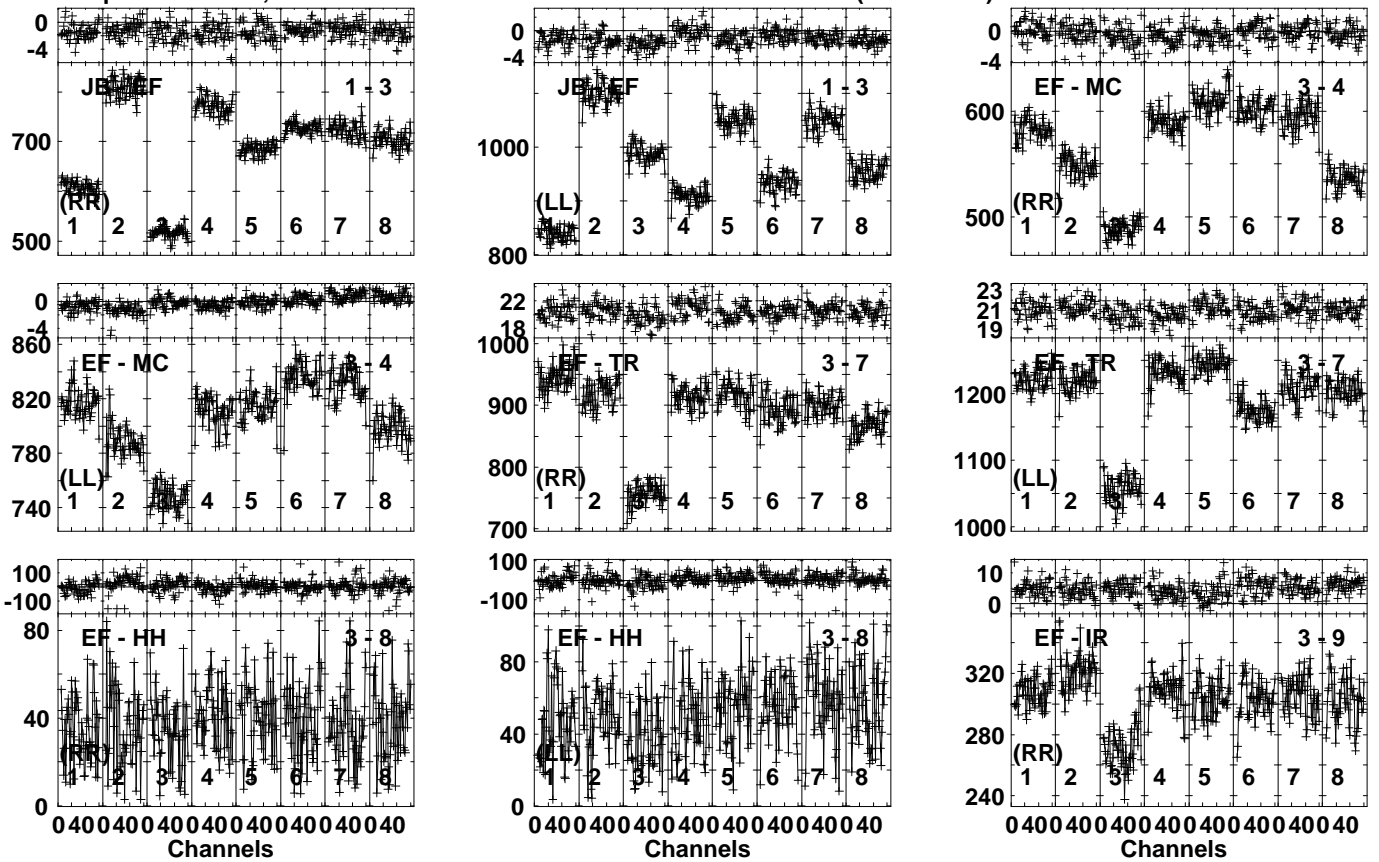 0
-4
JB - EF 1 - 3
700
(RR)
1 2 3 4 5 6 7 8
500
0
-4
JB - EF 1 - 3
1000
(LL)
1 2 3 4 5 6 7 8
800
0
-4
EF - MC 3 - 4
600
(RR)
500
1 2 3 4 5 6 7 8
0
-4
860
EF - MC 3 - 4
820
780
(LL)
1 2 3 4 5 6 7 8
740
22
18
1000
EF - TR 3 - 7
900
800
(RR)
1 2 3 4 5 6 7 8
700
23
21
19
EF - TR 3 - 7
1200
1100
(LL)
1 2 3 4 5 6 7 8
1000
100
-100
80
EF - HH 3 - 8
40
(RR)
1 2 3 4 5 6 7 8
0
0 40 0 40 0 40 0 40 0 40 0 40 0 40 0 40
Channels
100
-100
EF - HH 3 - 8
80
40
(LL)
1 2 3 4 5 6 7 8
0
0 40 0 40 0 40 0 40 0 40 0 40 0 40 0 40
Channels
10
0
EF - IR 3 - 9
320
280
(RR)
1 2 3 4 5 6 7 8
240
0 40 0 40 0 40 0 40 0 40 0 40 0 40 0 40
Channels